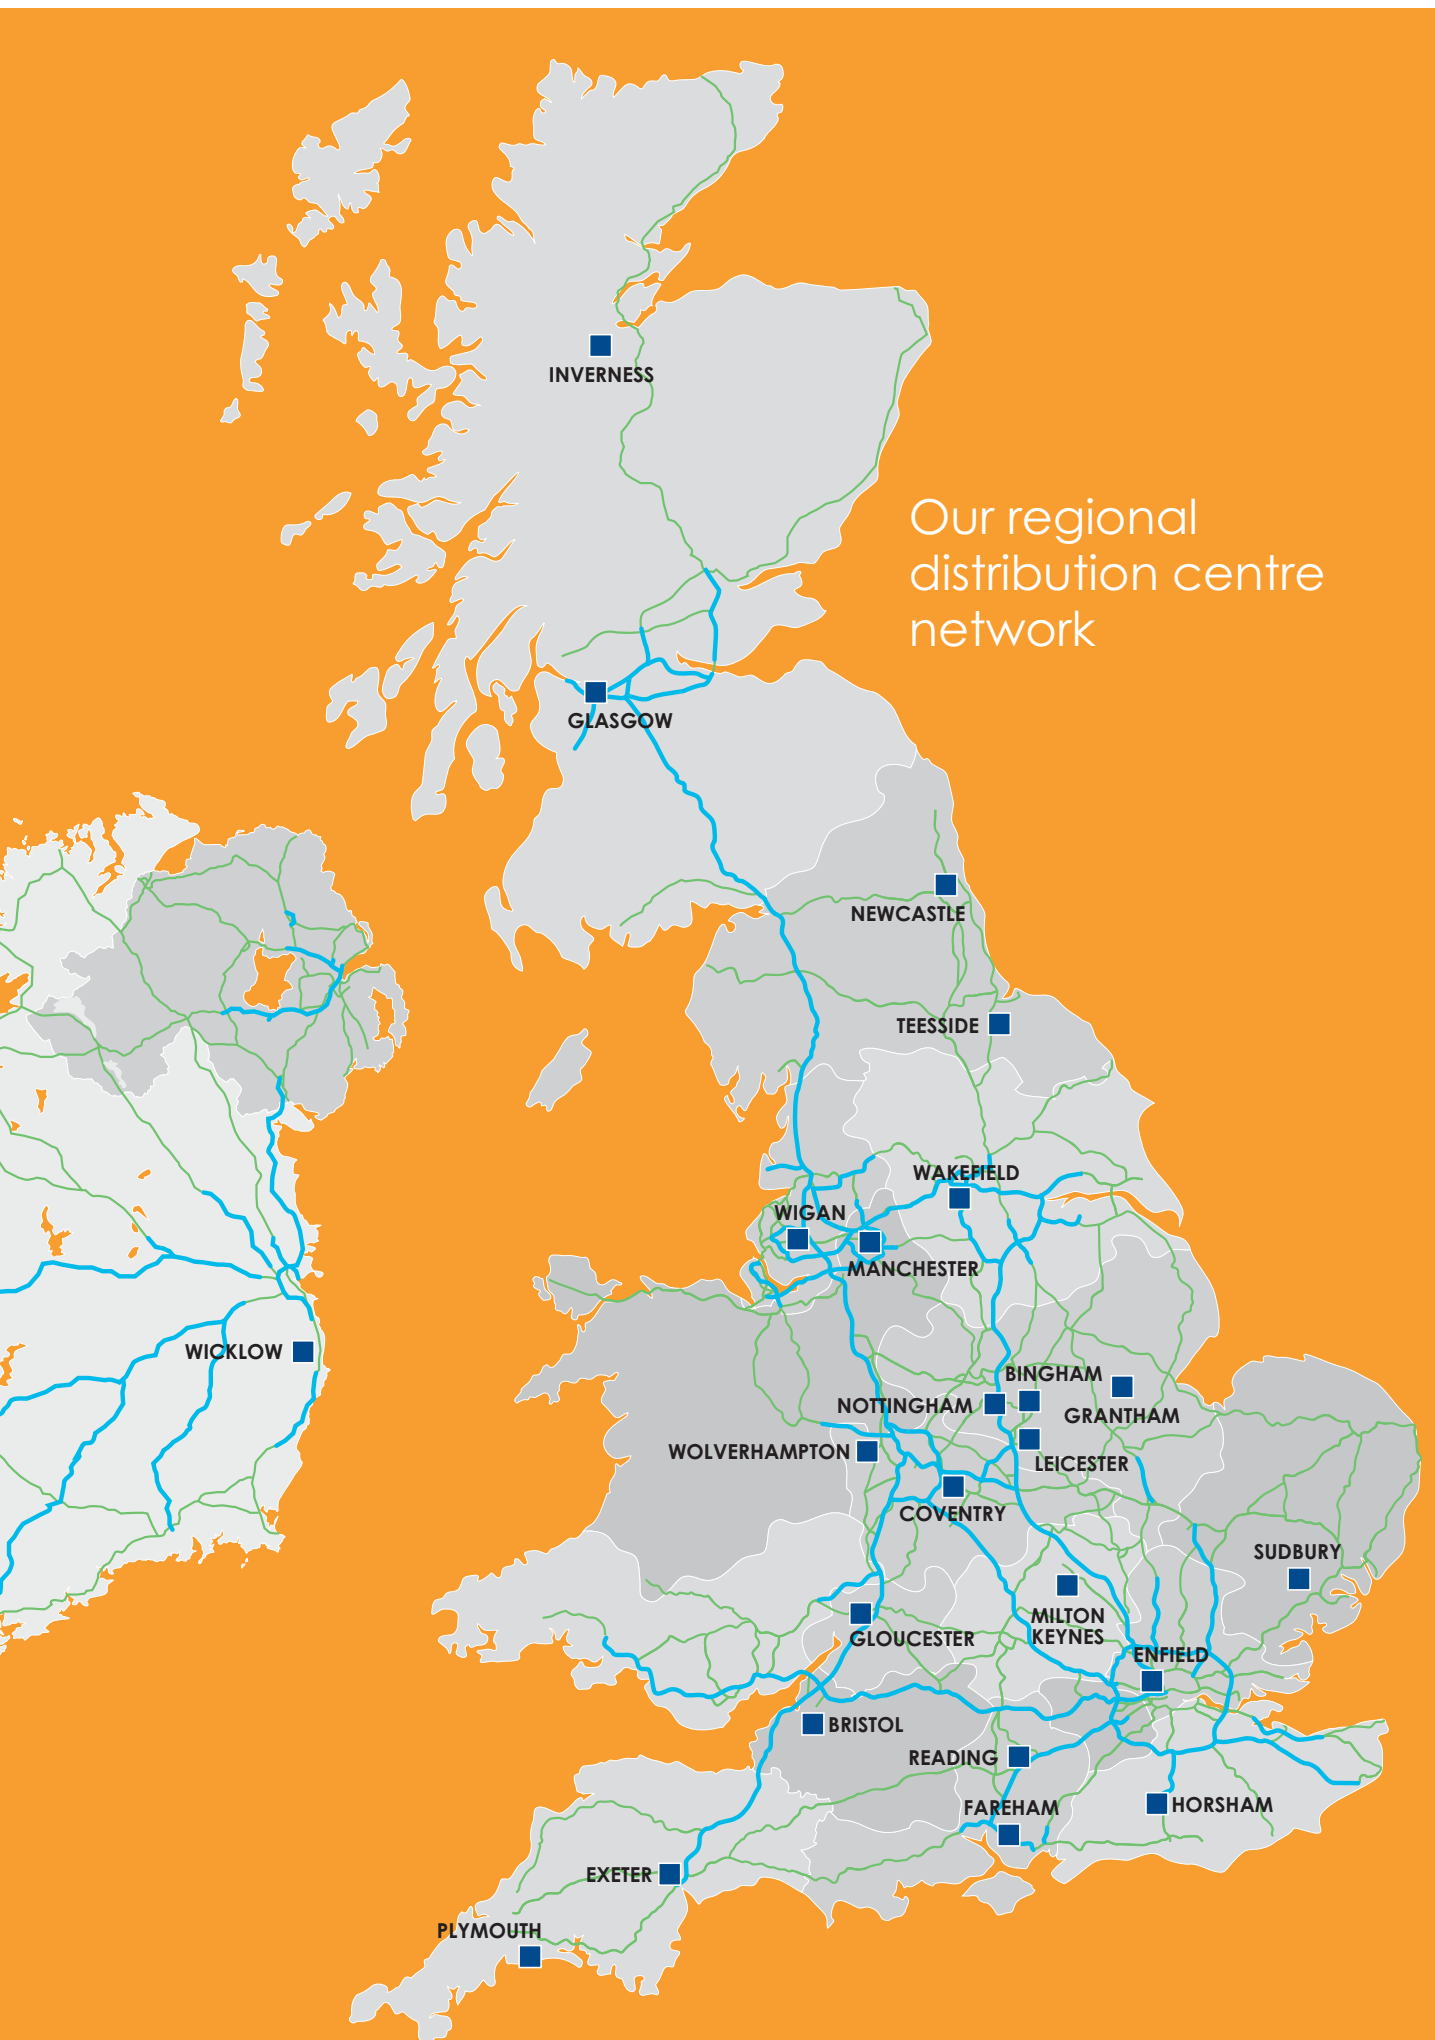 INVERNESS
Our regional
distribution centre
network
GLASGOW
NEWCASTLE
TEESSIDE
WAKEFIELD
WIGAN
MANCHESTER
WICKLOW
BINGHAM
NOTTINGHAM
GRANTHAM
WOLVERHAMPTON
LEICESTER
COVENTRY
SUDBURY
MILTON
KEYNES
GLOUCESTER
ENFIELD
BRISTOL
READING
FAREHAM
HORSHAM
EXETER
PLYMOUTH